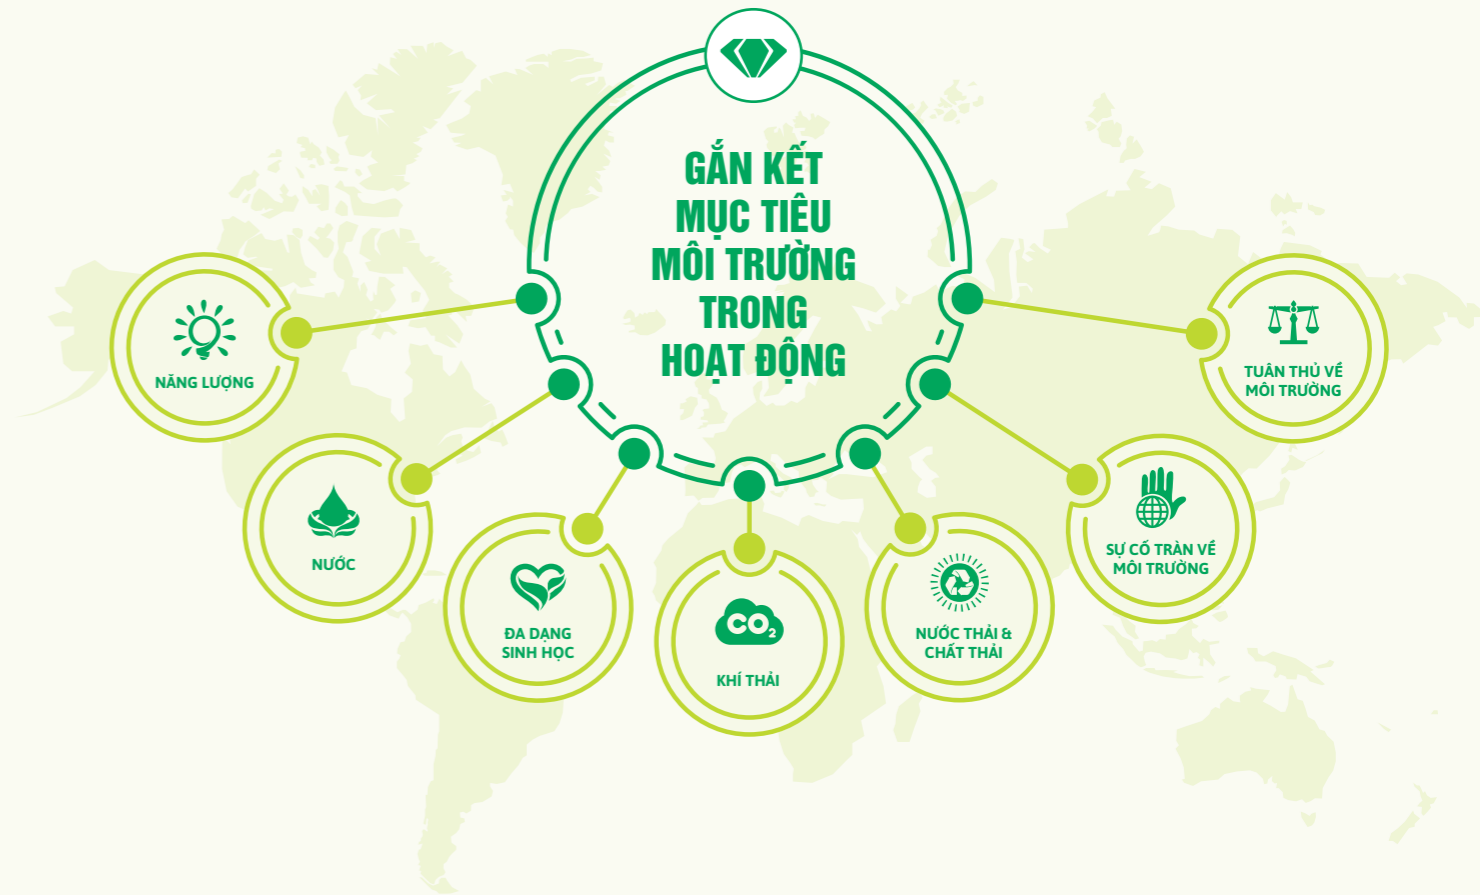 GẮN KẾT
MỤC TIÊU
MÔI TRƯỜNG
TRONG
HOẠT ĐỘNG
NĂNG LƯỢNG
NƯỚC
ĐA DẠNG
SINH HỌC
CO₂
KHÍ THẢI
NƯỚC THẢI &
CHẤT THẢI
SỰ CỐ TRÀN VỀ
MÔI TRƯỜNG
TUÂN THỦ VỀ
MÔI TRƯỜNG